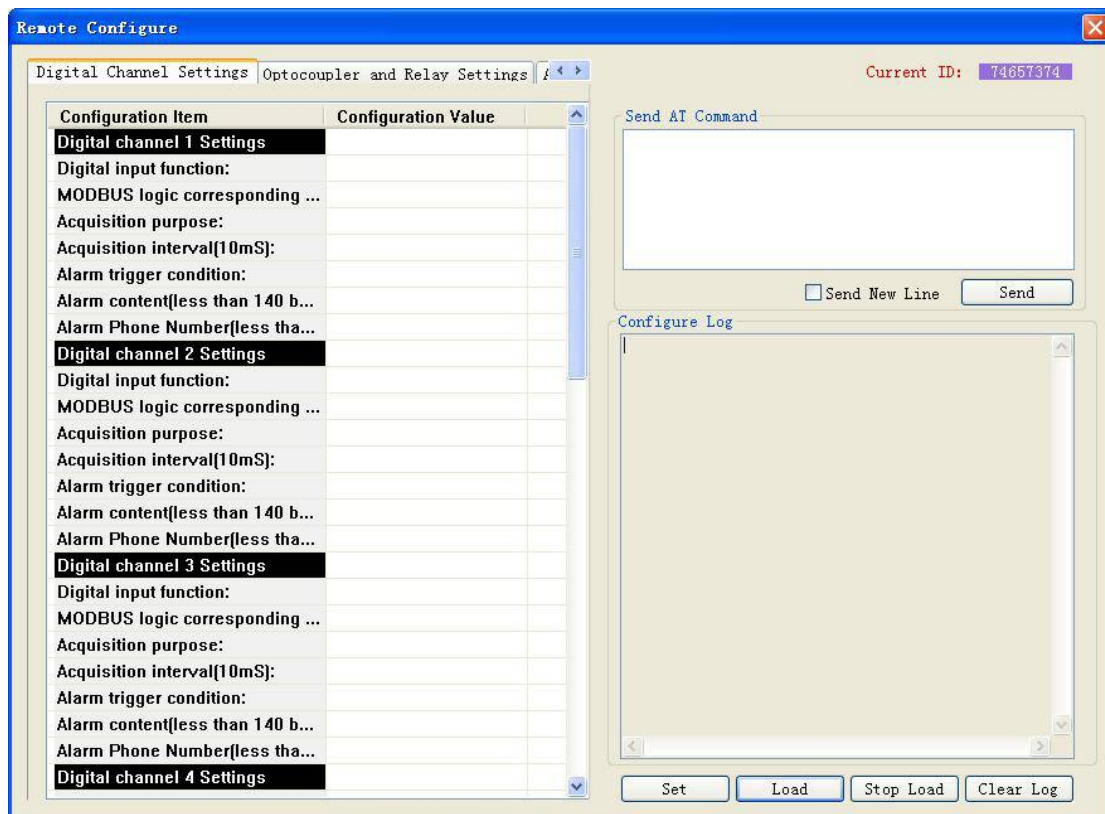 Remote Configure
Digital Channel Settings
Optocoupler and Relay Settings
Current ID: 74657374
Configuration Item Configuration Value
Digital channel 1 Settings
Digital input function:
MODBUS logic corresponding ...
Acquisition purpose:
Acquisition interval(10mS):
Alarm trigger condition:
Alarm content(less than 140 b...
Alarm Phone Number(less tha...
Digital channel 2 Settings
Digital input function:
MODBUS logic corresponding ...
Acquisition purpose:
Acquisition interval(10mS):
Alarm trigger condition:
Alarm content(less than 140 b...
Alarm Phone Number(less tha...
Digital channel 3 Settings
Digital input function:
MODBUS logic corresponding ...
Acquisition purpose:
Acquisition interval(10mS):
Alarm trigger condition:
Alarm content(less than 140 b...
Alarm Phone Number(less tha...
Digital channel 4 Settings
Send AT Command
Send New Line
Send
Configure Log
Set
Load
Stop Load
Clear Log